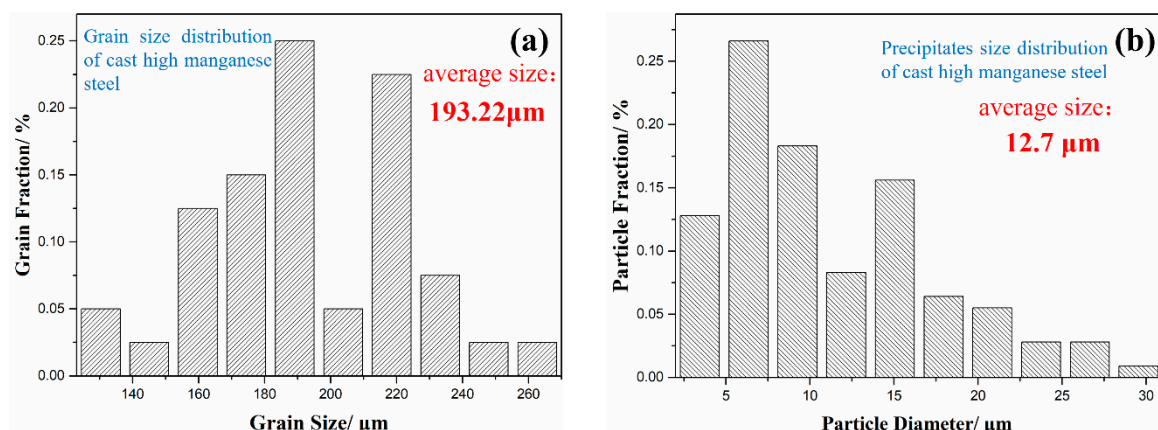 (a)
Grain size distribution
of cast high manganese
steel
average size：
193.22μm
Grain Fraction/ %
0.25
0.20
0.15
0.10
0.05
0.00
140 160 180 200 220 240 260
Grain Size/ μm
(b)
Precipitates size distribution
of cast high manganese steel
average size：
12.7 μm
Particle Fraction/ %
0.25
0.20
0.15
0.10
0.05
0.00
5 10 15 20 25 30
Particle Diameter/ μm